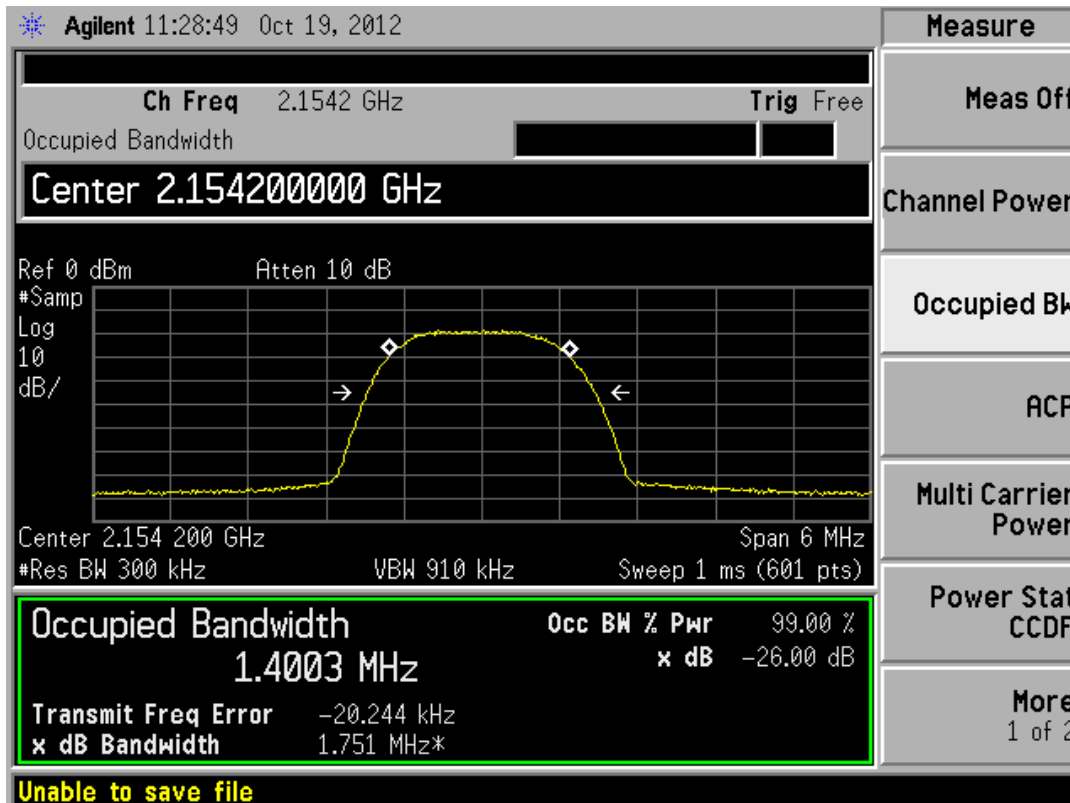 Agilent 11:28:49 Oct 19, 2012
Measure
Ch Freq 2.1542 GHz
Trig Free
Occupied Bandwidth
Center 2.154200000 GHz
Ref 0 dBm
Atten 10 dB
#Samp
Log
10
dB/
Center 2.154 200 GHz
Span 6 MHz
#Res BW 300 kHz
VBW 910 kHz
Sweep 1 ms (601 pts)
Occupied Bandwidth
1.4003 MHz
Occ BW % Pwr 99.00 %
x dB -26.00 dB
Transmit Freq Error -20.244 kHz
x dB Bandwidth 1.751 MHz*
Unable to save file
Meas Off
Channel Power
Occupied BW
ACP
Multi Carrier
Power
Power Stat
CCDF
More
1 of 2